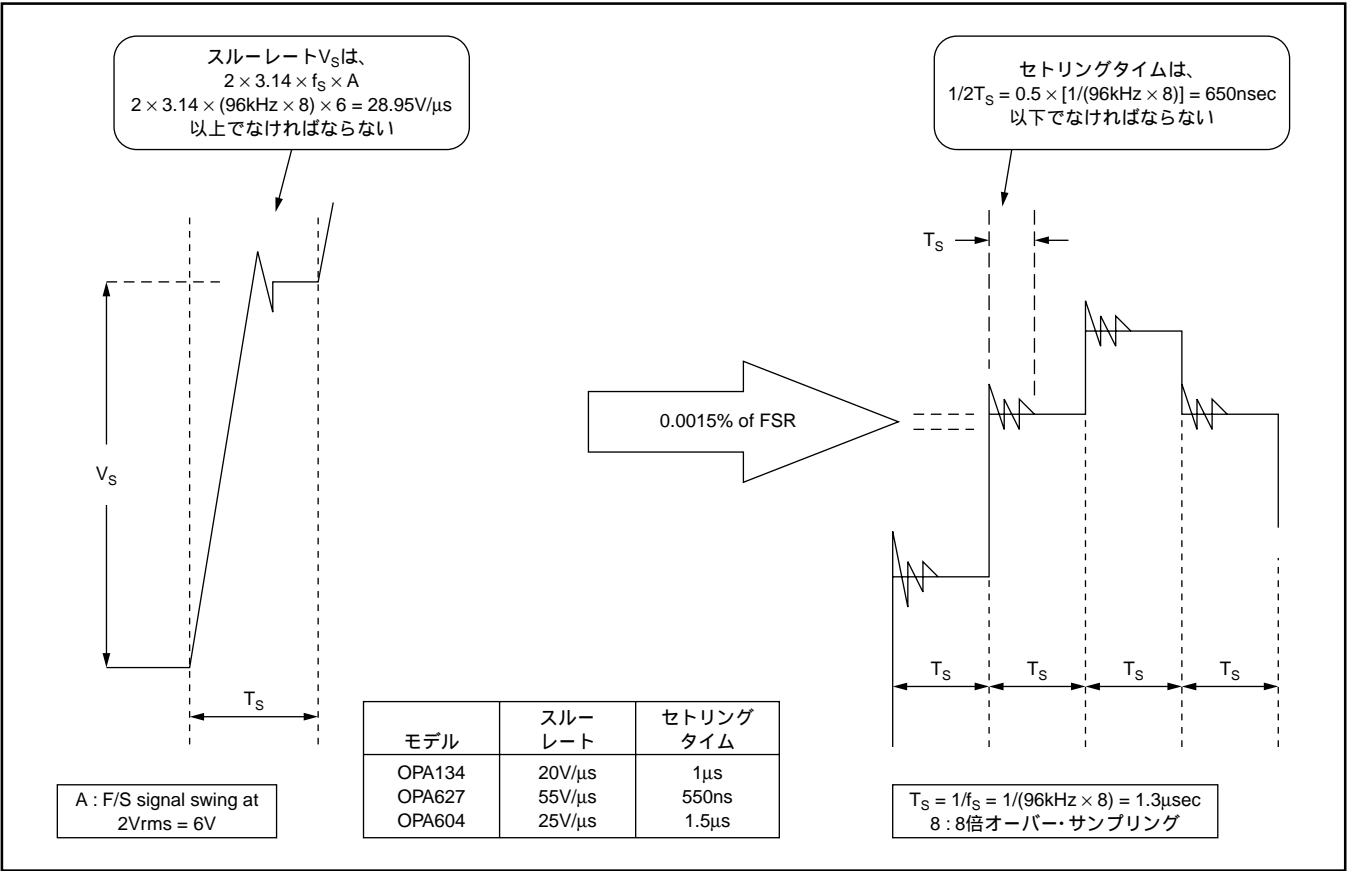 スルーレートVSは、
2 × 3.14 × fS × A
2 × 3.14 × (96kHz × 8) × 6 = 28.95V/µs
以上でなければならない
セトリングタイムは、
1/2TS = 0.5 × [1/(96kHz × 8)] = 650nsec
以下でなければならない
TS
VS
0.0015% of FSR
TS
TS
TS
TS
TS
モデル
スルー
レート
セトリング
タイム
OPA134 20V/µs 1µs
OPA627 55V/µs 550ns
OPA604 25V/µs 1.5µs
A : F/S signal swing at
2Vrms = 6V
TS = 1/fS = 1/(96kHz × 8) = 1.3µsec
8 : 8倍オーバー・サンプリング